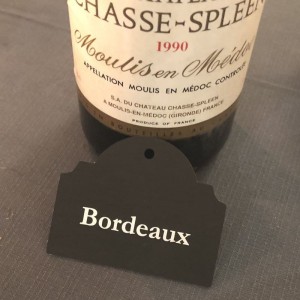 CHASSE-SPLEEN
1990
Moulis en Médoc
APPELLATION MOULIS EN MÉDOC CONTROLÉE
S.A. DU CHATEAU CHASSE-SPLEEN
A MOULIS-EN-MÉDOC (GIRONDE) FRANCE
PRODUCE OF FRANCE
Bordeaux